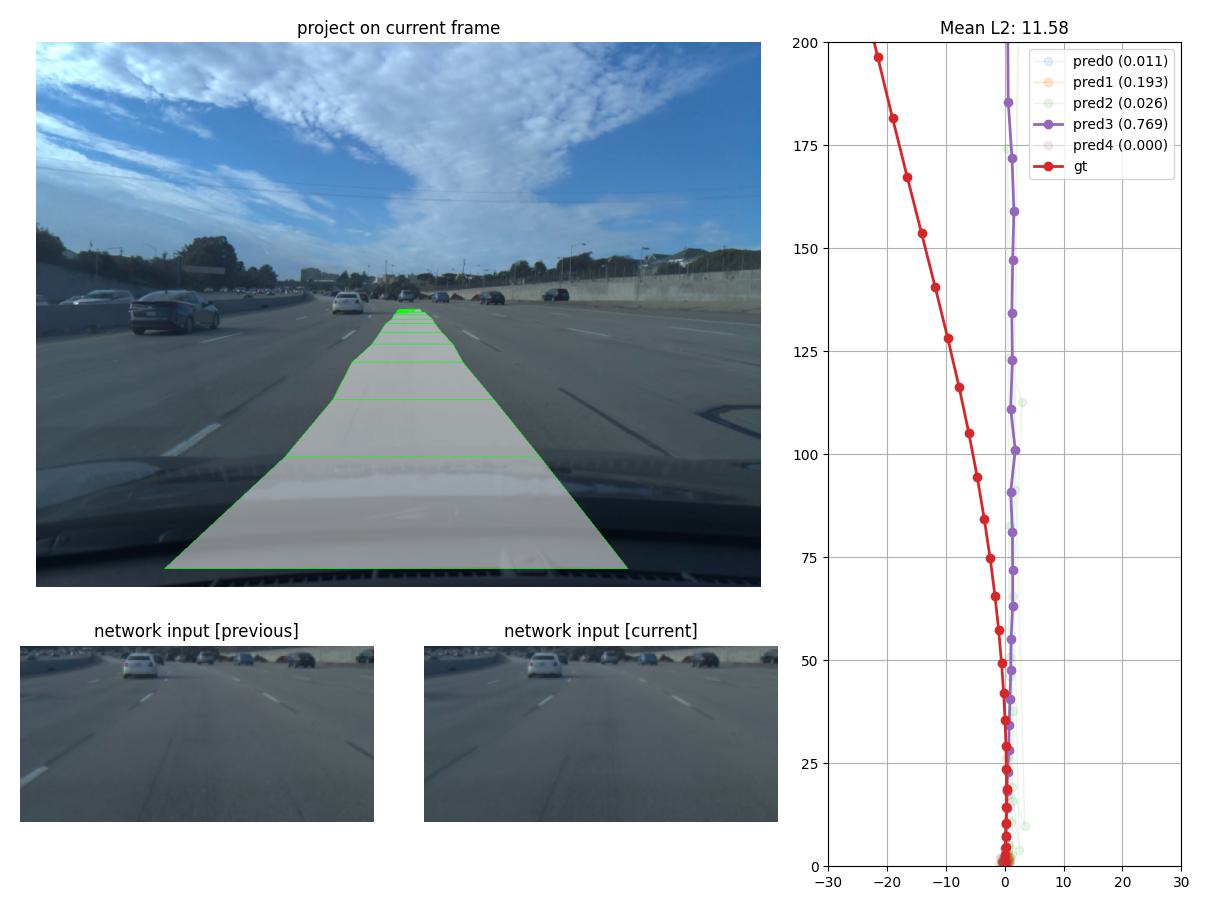 project on current frame
Mean L2: 11.58
200
175
150
125
100
75
50
25
0
−30
−20
−10
0
10
20
30
pred0 (0.011)
pred1 (0.193)
pred2 (0.026)
pred3 (0.769)
pred4 (0.000)
gt
network input [previous]
network input [current]